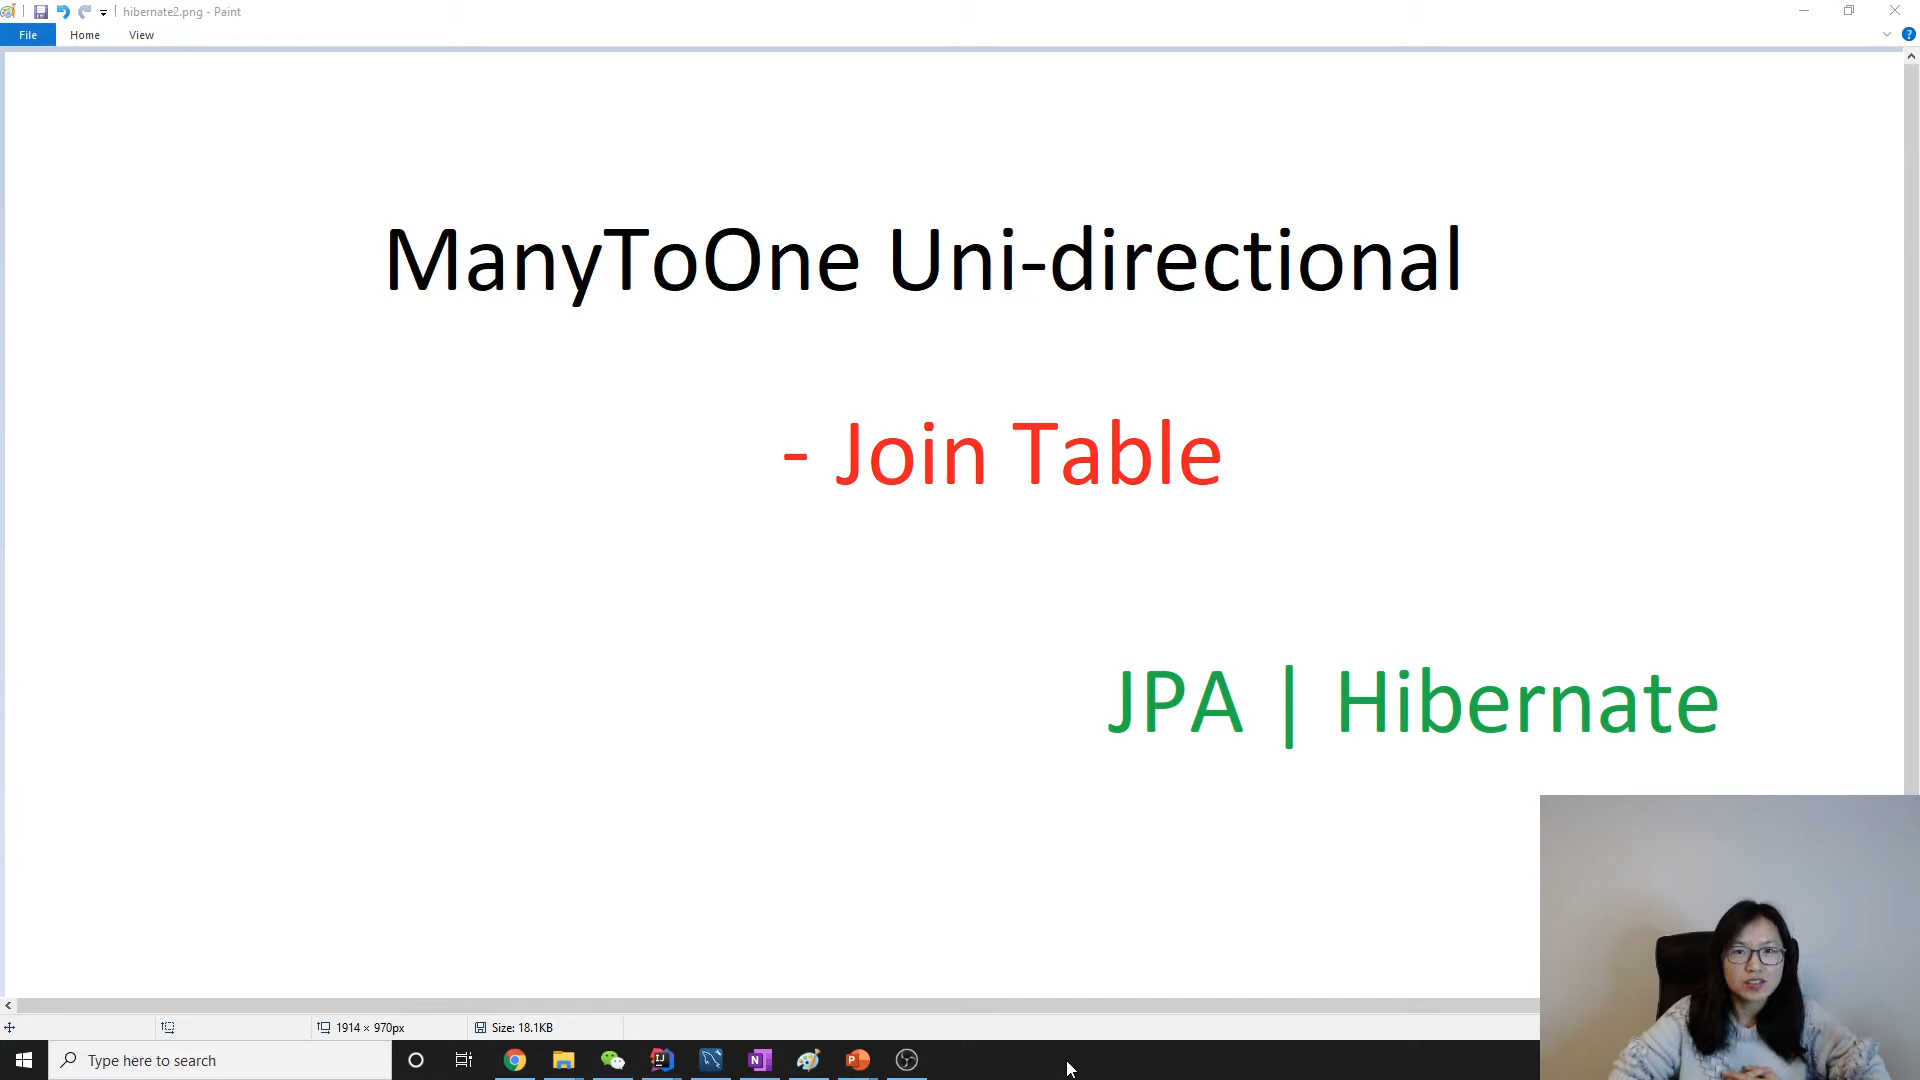 hibernate2.png - Paint
File Home View
ManyToOne Uni-directional
- Join Table
JPA | Hibernate
1914 × 970px Size: 18.1KB
Type here to search